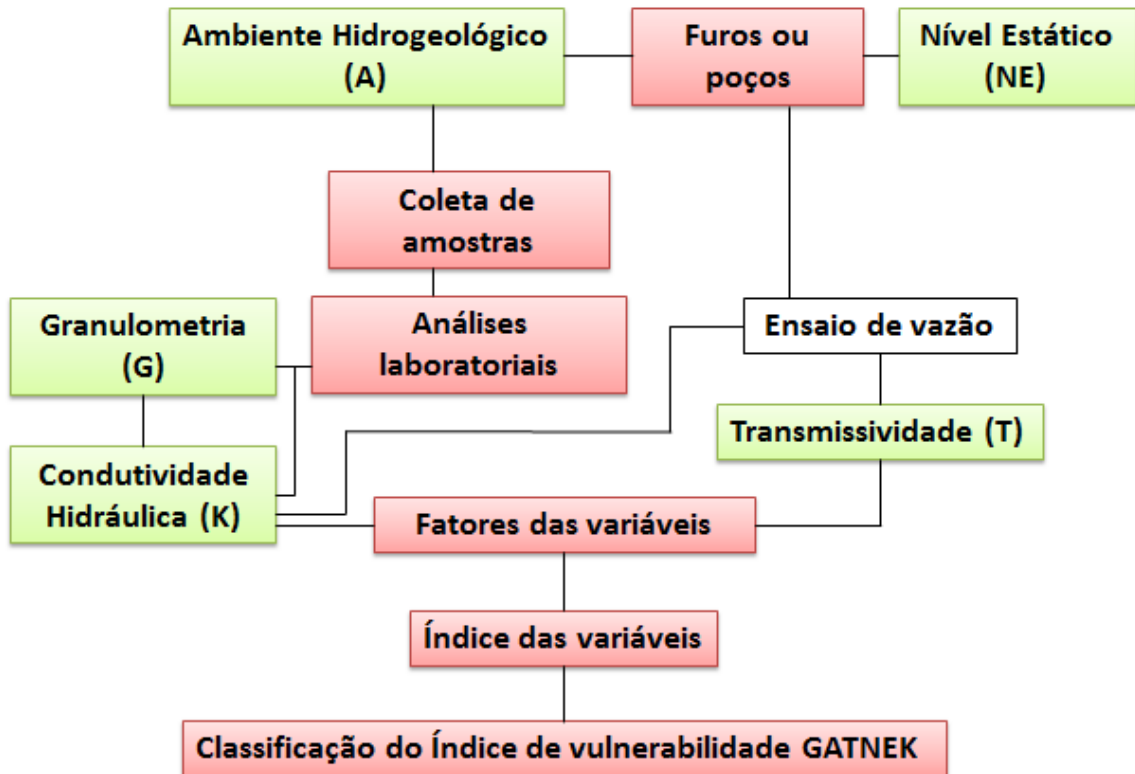 Ambiente Hidrogeológico
(A)
Furos ou
poços
Nível Estático
(NE)
Coleta de
amostras
Granulometria
(G)
Análises
laboratoriais
Ensaio de vazão
Transmissividade (T)
Condutividade
Hidráulica (K)
Fatores das variáveis
Índice das variáveis
Classificação do Índice de vulnerabilidade GATNEK